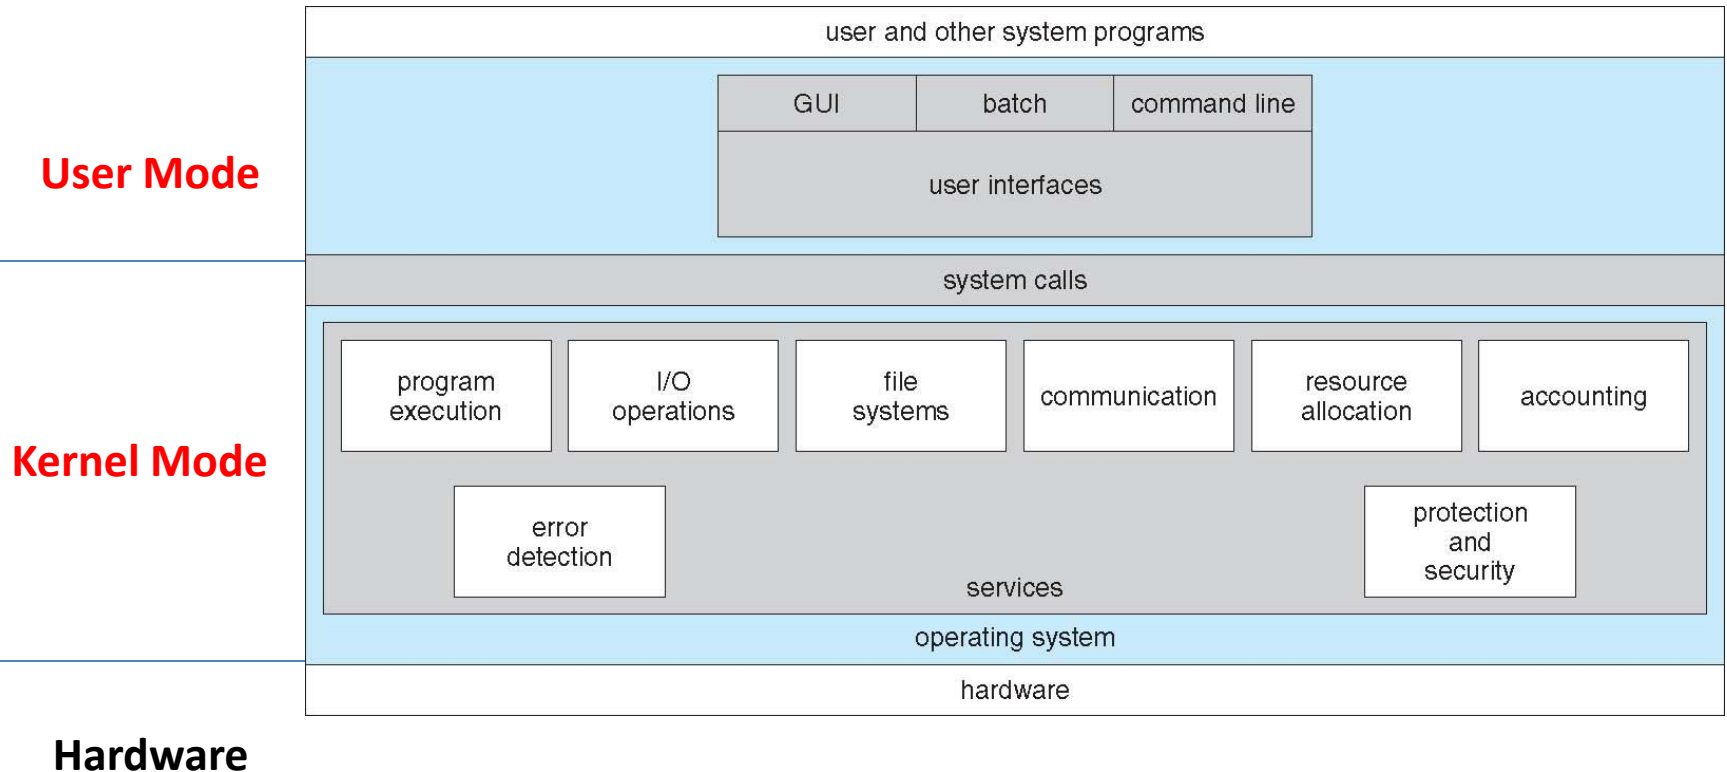 user and other system programs
GUI
batch
command line
User Mode
user interfaces
system calls
program
execution
I/O
operations
file
systems
communication
resource
allocation
accounting
Kernel Mode
error
detection
protection
and
security
services
operating system
hardware
Hardware